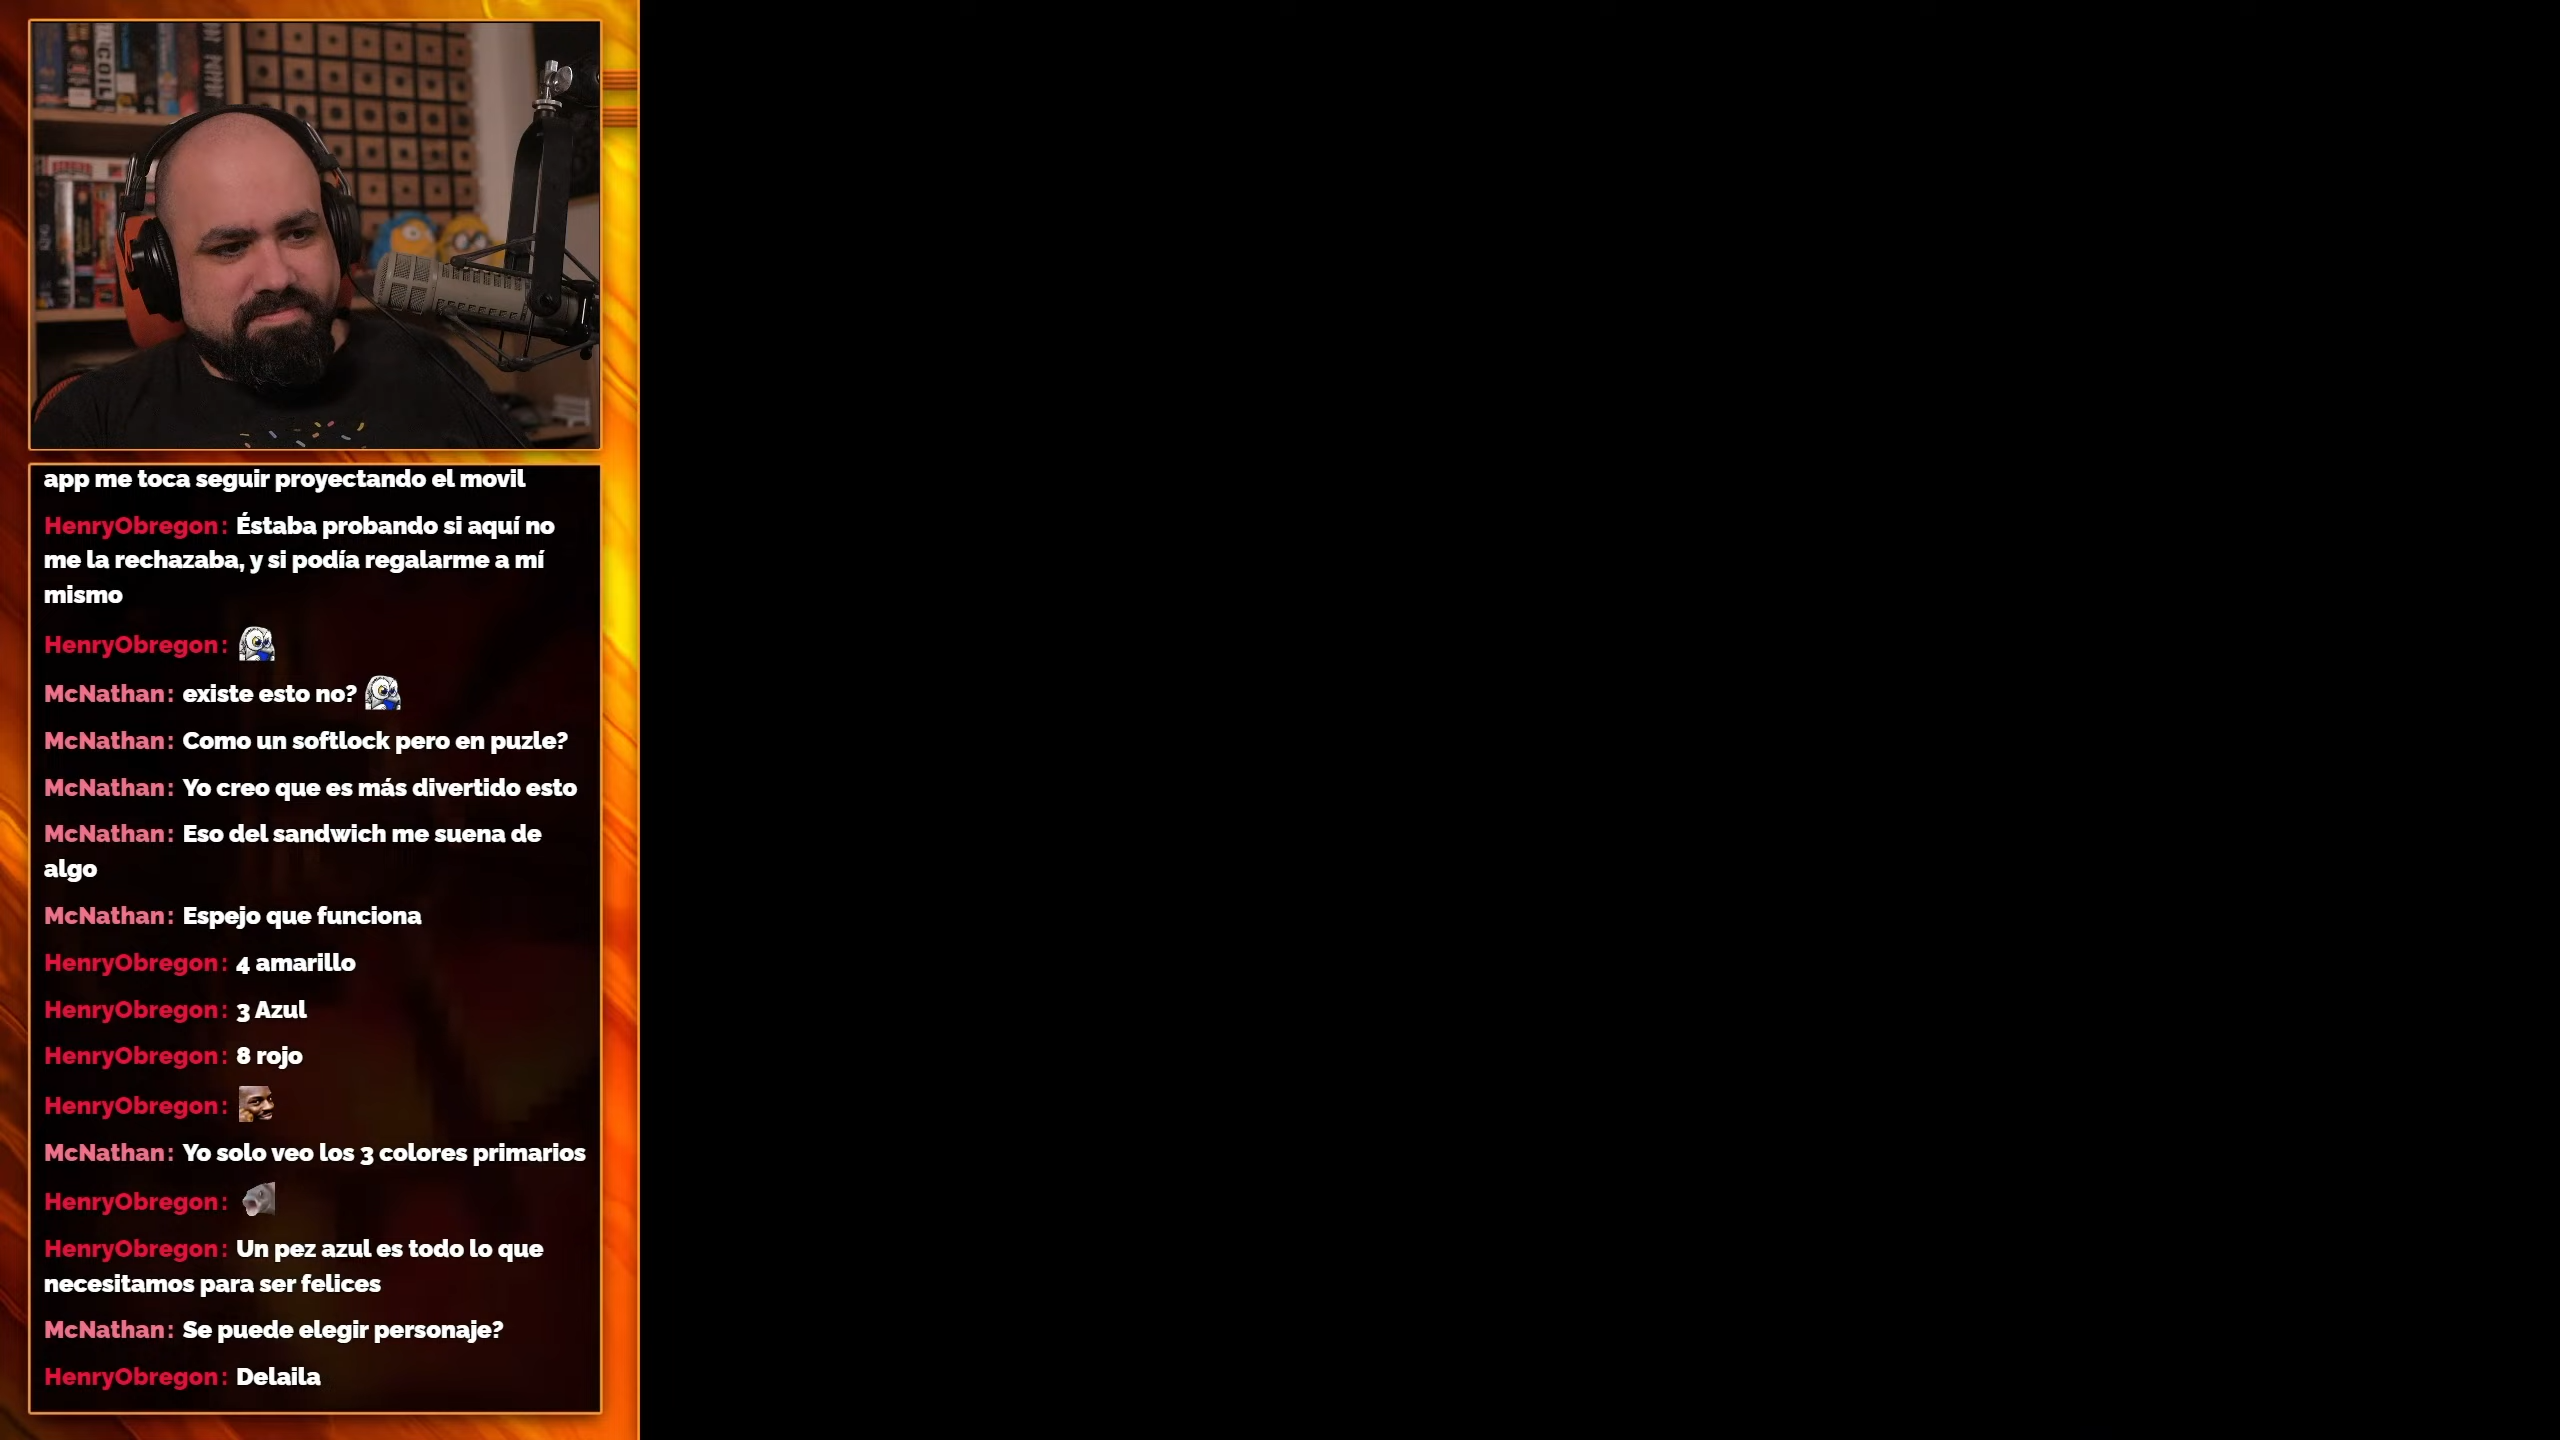 app me toca seguir proyectando el movil
HenryObregon: Éstaba probando si aquí no
me la rechazaba, y si podía regalarme a mí
mismo
HenryObregon:
McNathan: existe esto no?
McNathan: Como un softlock pero en puzle?
McNathan: Yo creo que es más divertido esto
McNathan: Eso del sandwich me suena de
algo
McNathan: Espejo que funciona
HenryObregon: 4 amarillo
HenryObregon: 3 Azul
HenryObregon: 8 rojo
HenryObregon:
McNathan: Yo solo veo los 3 colores primarios
HenryObregon:
HenryObregon: Un pez azul es todo lo que
necesitamos para ser felices
McNathan: Se puede elegir personaje?
HenryObregon: Delaila